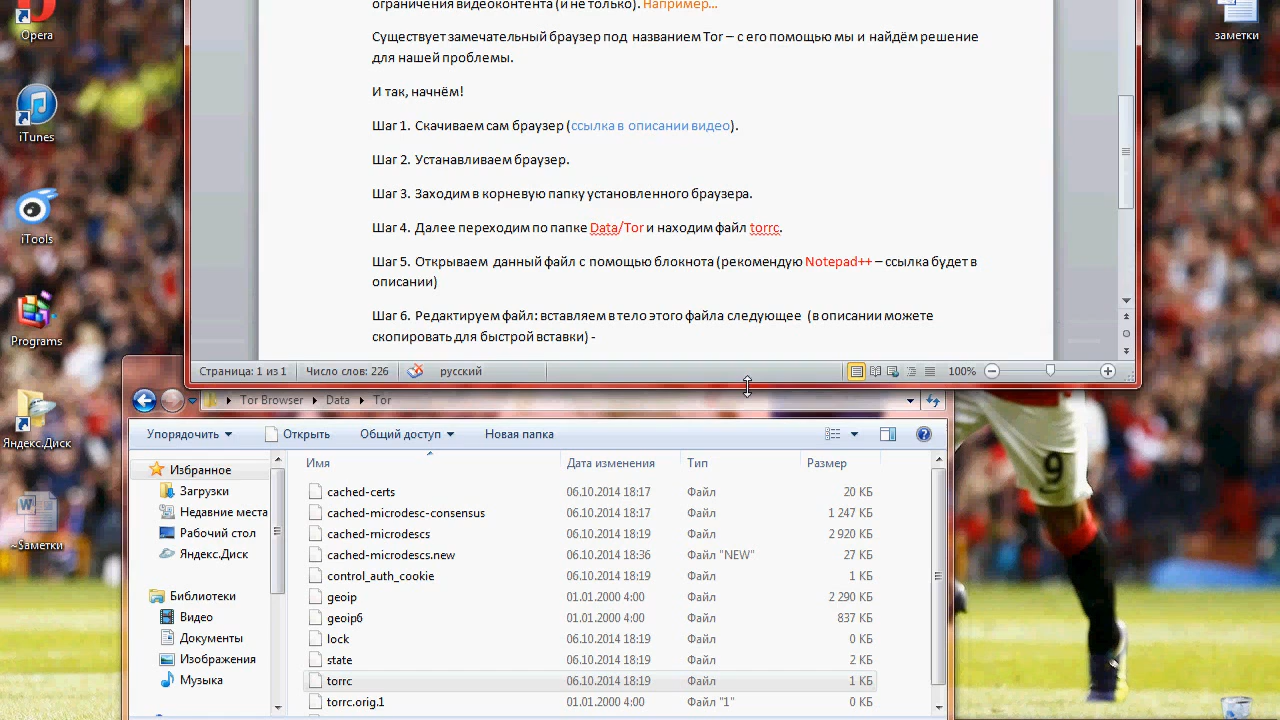 ограничения видеоконтента (и не только). Например...
Существует замечательный браузер под названием Tor – с его помощью мы и найдём решение
для нашей проблемы.
И так, начнём!
Шаг 1. Скачиваем сам браузер (ссылка в описании видео).
Шаг 2. Устанавливаем браузер.
Шаг 3. Заходим в корневую папку установленного браузера.
Шаг 4. Далее переходим по папке Data/Tor и находим файл torrc.
Шаг 5. Открываем данный файл с помощью блокнота (рекомендую Notepad++ – ссылка будет в
описании)
Шаг 6. Редактируем файл: вставляем в тело этого файла следующее (в описании можете
скопировать для быстрой вставки) -
Страница: 1 из 1 Число слов: 226 русский 100%
Opera
iTunes
iTools
Programs
Яндекс.Диск
~Заметки
заметки
Tor Browser Data Tor
Упорядочить Открыть Общий доступ Новая папка
Избранное
Загрузки
Недавние места
Рабочий стол
Яндекс.Диск
Библиотеки
Видео
Документы
Изображения
Музыка
Имя Дата изменения Тип Размер
cached-certs 06.10.2014 18:17 Файл 20 КБ
cached-microdesc-consensus 06.10.2014 18:17 Файл 1 247 КБ
cached-microdescs 06.10.2014 18:19 Файл 2 920 КБ
cached-microdescs.new 06.10.2014 18:36 Файл "NEW" 27 КБ
control_auth_cookie 06.10.2014 18:19 Файл 1 КБ
geoip 01.01.2000 4:00 Файл 2 290 КБ
geoip6 01.01.2000 4:00 Файл 837 КБ
lock 06.10.2014 18:19 Файл 0 КБ
state 06.10.2014 18:19 Файл 2 КБ
torrc 06.10.2014 18:19 Файл 1 КБ
torrc.orig.1 01.01.2000 4:00 Файл "1" 0 КБ
9